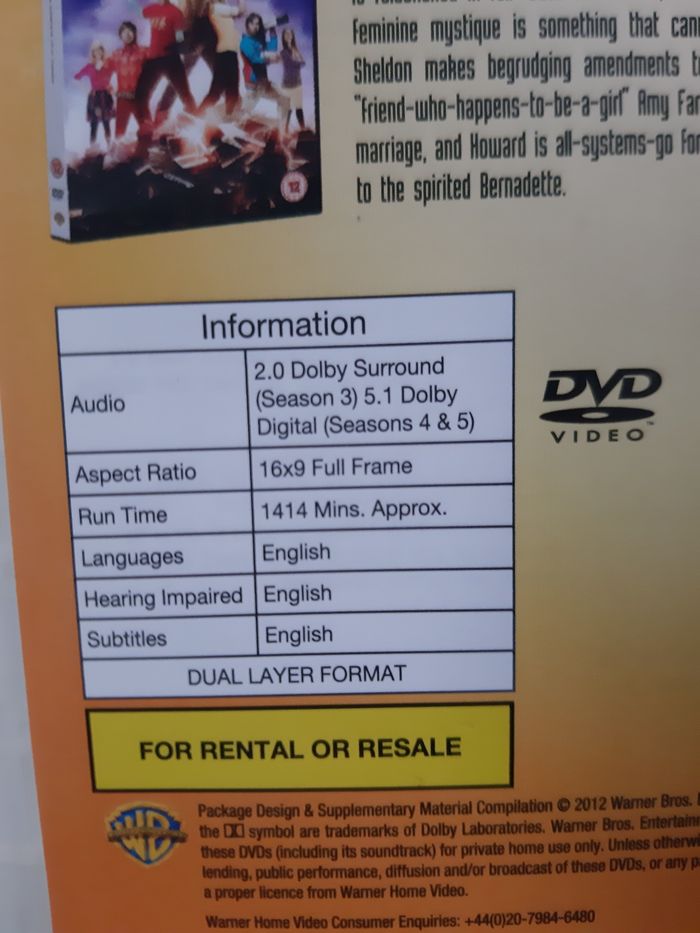 feminine mystique is something that
Sheldon makes begrudging amendments
"friend-who-happens-to-be-a-girl" Amy
marriage, and Howard is all-systems-go
to the spirited Bernadette.
12
Information
Audio
2.0 Dolby Surround
(Season 3) 5.1 Dolby
Digital (Seasons 4 & 5)
Aspect Ratio
16x9 Full Frame
Run Time
1414 Mins. Approx.
Languages
English
Hearing Impaired
English
Subtitles
English
DUAL LAYER FORMAT
DVD
VIDEO
FOR RENTAL OR RESALE
Package Design & Supplementary Material Compilation © 2012 Warner Bros.
the symbol are trademarks of Dolby Laboratories. Warner Bros.
these DVDs (including its soundtrack) for private home use only. Unless
lending, public performance, diffusion and/or broadcast of these DVDs, or any
a proper licence from Warner Home Video.
Warner Home Video Consumer Enquiries: +44(0)20-7984-6480